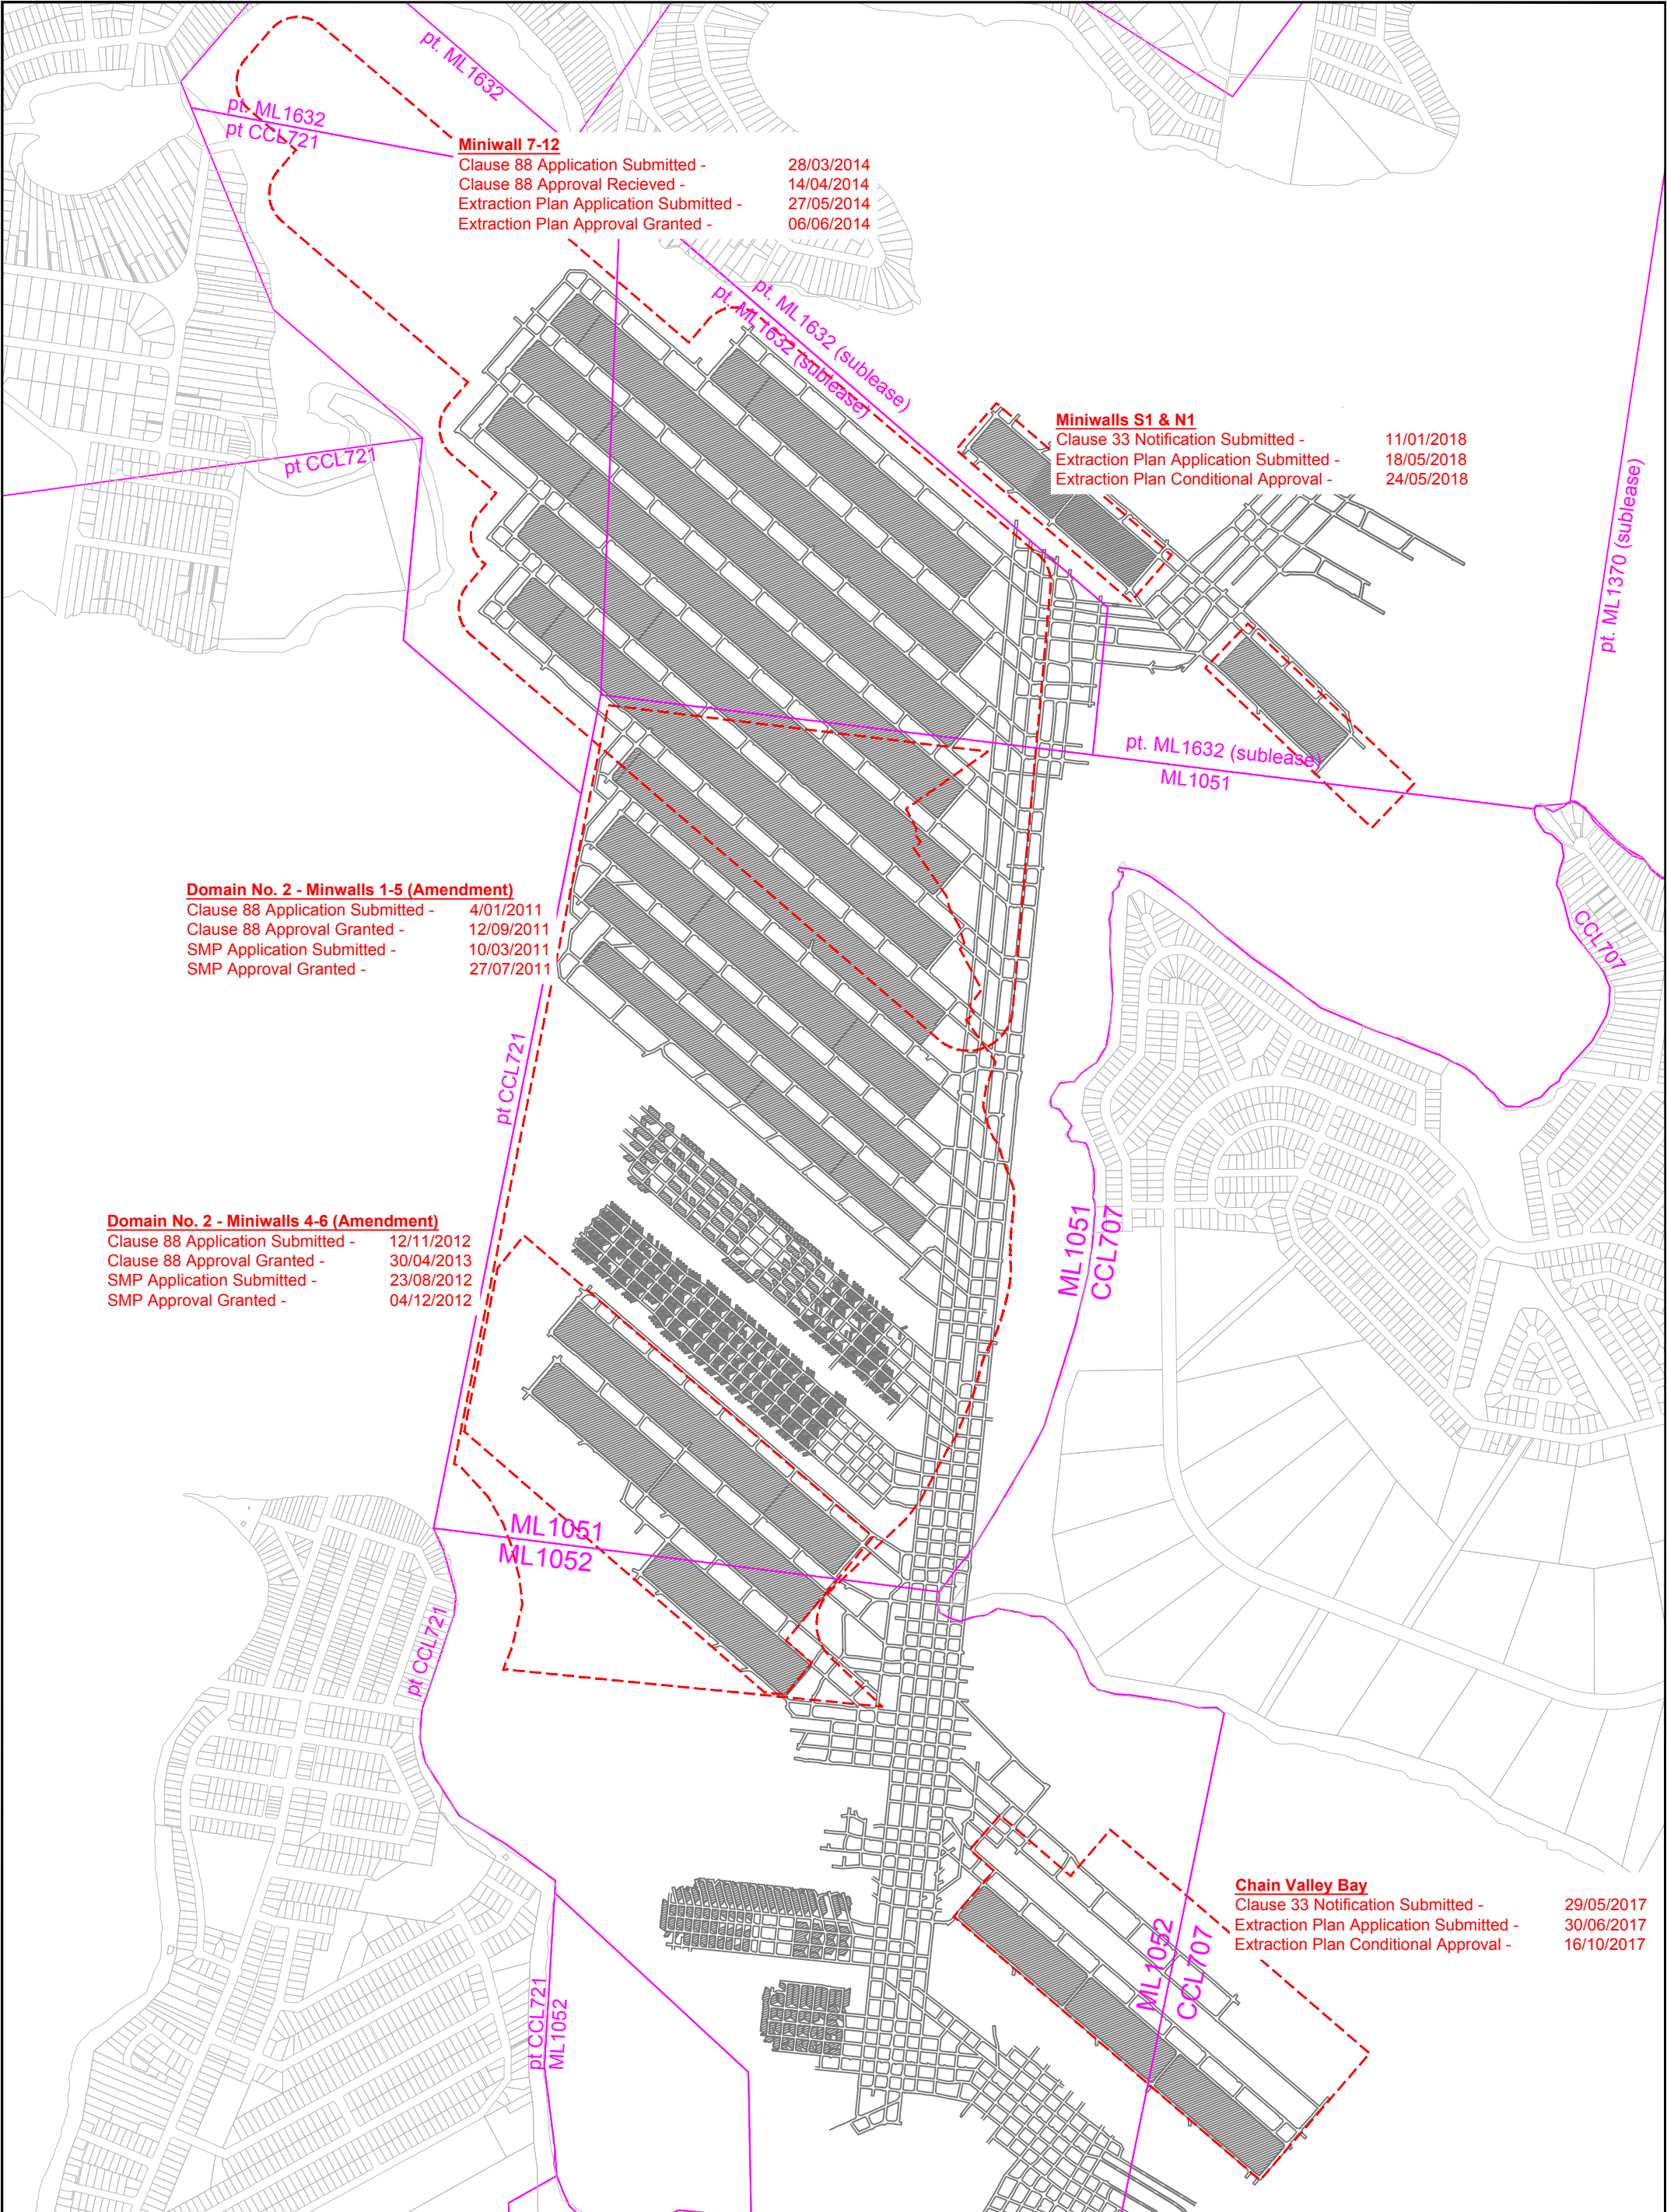 pt. ML1632
pt. ML1632
pt CCL721
Miniwall 7-12
Clause 88 Application Submitted - 28/03/2014
Clause 88 Approval Recieved - 14/04/2014
Extraction Plan Application Submitted - 27/05/2014
Extraction Plan Approval Granted - 06/06/2014
pt. ML1632 (sublease)
pt. ML1632 (sublease)
Miniwalls S1 & N1
Clause 33 Notification Submitted - 11/01/2018
Extraction Plan Application Submitted - 18/05/2018
Extraction Plan Conditional Approval - 24/05/2018
pt CCL721
pt. ML1370 (sublease)
pt. ML1632 (sublease)
ML1051
Domain No. 2 - Minwalls 1-5 (Amendment)
Clause 88 Application Submitted - 4/01/2011
Clause 88 Approval Granted - 12/09/2011
SMP Application Submitted - 10/03/2011
SMP Approval Granted - 27/07/2011
CCL707
pt CCL721
Domain No. 2 - Miniwalls 4-6 (Amendment)
Clause 88 Application Submitted - 12/11/2012
Clause 88 Approval Granted - 30/04/2013
SMP Application Submitted - 23/08/2012
SMP Approval Granted - 04/12/2012
ML1051
CCL707
ML1051
ML1052
pt CCL721
Chain Valley Bay
Clause 33 Notification Submitted - 29/05/2017
Extraction Plan Application Submitted - 30/06/2017
Extraction Plan Conditional Approval - 16/10/2017
ML1052
CCL707
pt CCL721
ML1052